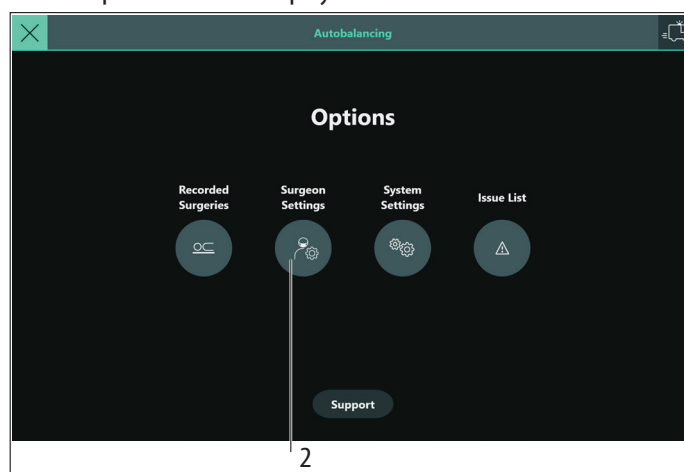 Autobalancing
Options
Recorded
Surgeries
Surgeon
Settings
System
Settings
Issue List
Support
2